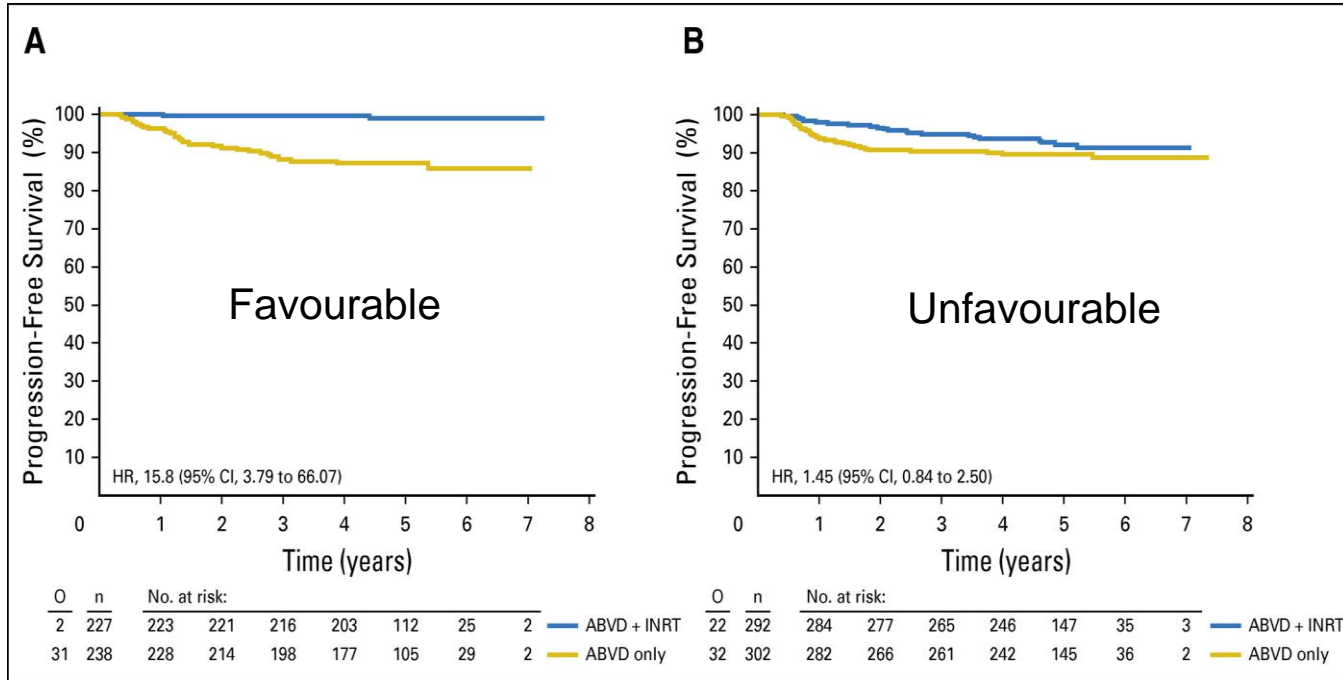 A
Progression-Free Survival (%)
100
90
80
70
60
50
40
30
20
10
Favourable
HR, 15.8 (95% CI, 3.79 to 66.07)
0 1 2 3 4 5 6 7 8
Time (years)
O n No. at risk:
2 227 223 221 216 203 112 25 2 ABVD + INRT
31 238 228 214 198 177 105 29 2 ABVD only
B
Progression-Free Survival (%)
100
90
80
70
60
50
40
30
20
10
Unfavourable
HR, 1.45 (95% CI, 0.84 to 2.50)
0 1 2 3 4 5 6 7 8
Time (years)
O n No. at risk:
22 292 284 277 265 246 147 35 3 ABVD + INRT
32 302 282 266 261 242 145 36 2 ABVD only